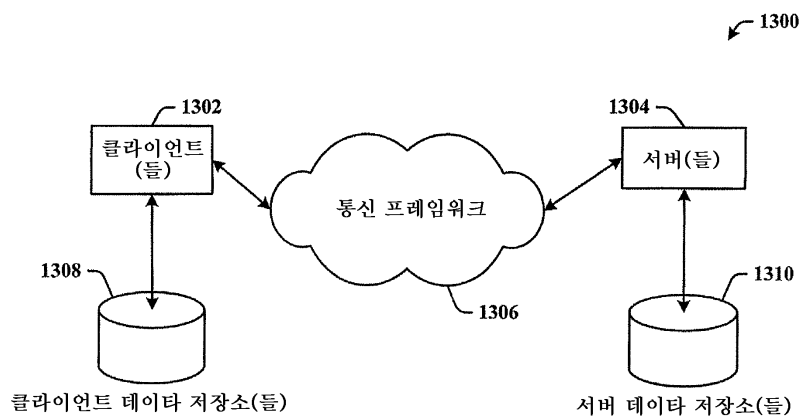 1300
1302
클라이언트
(들)
1304
서버(들)
통신 프레임워크
1306
1308
클라이언트 데이타 저장소(들)
1310
서버 데이타 저장소(들)